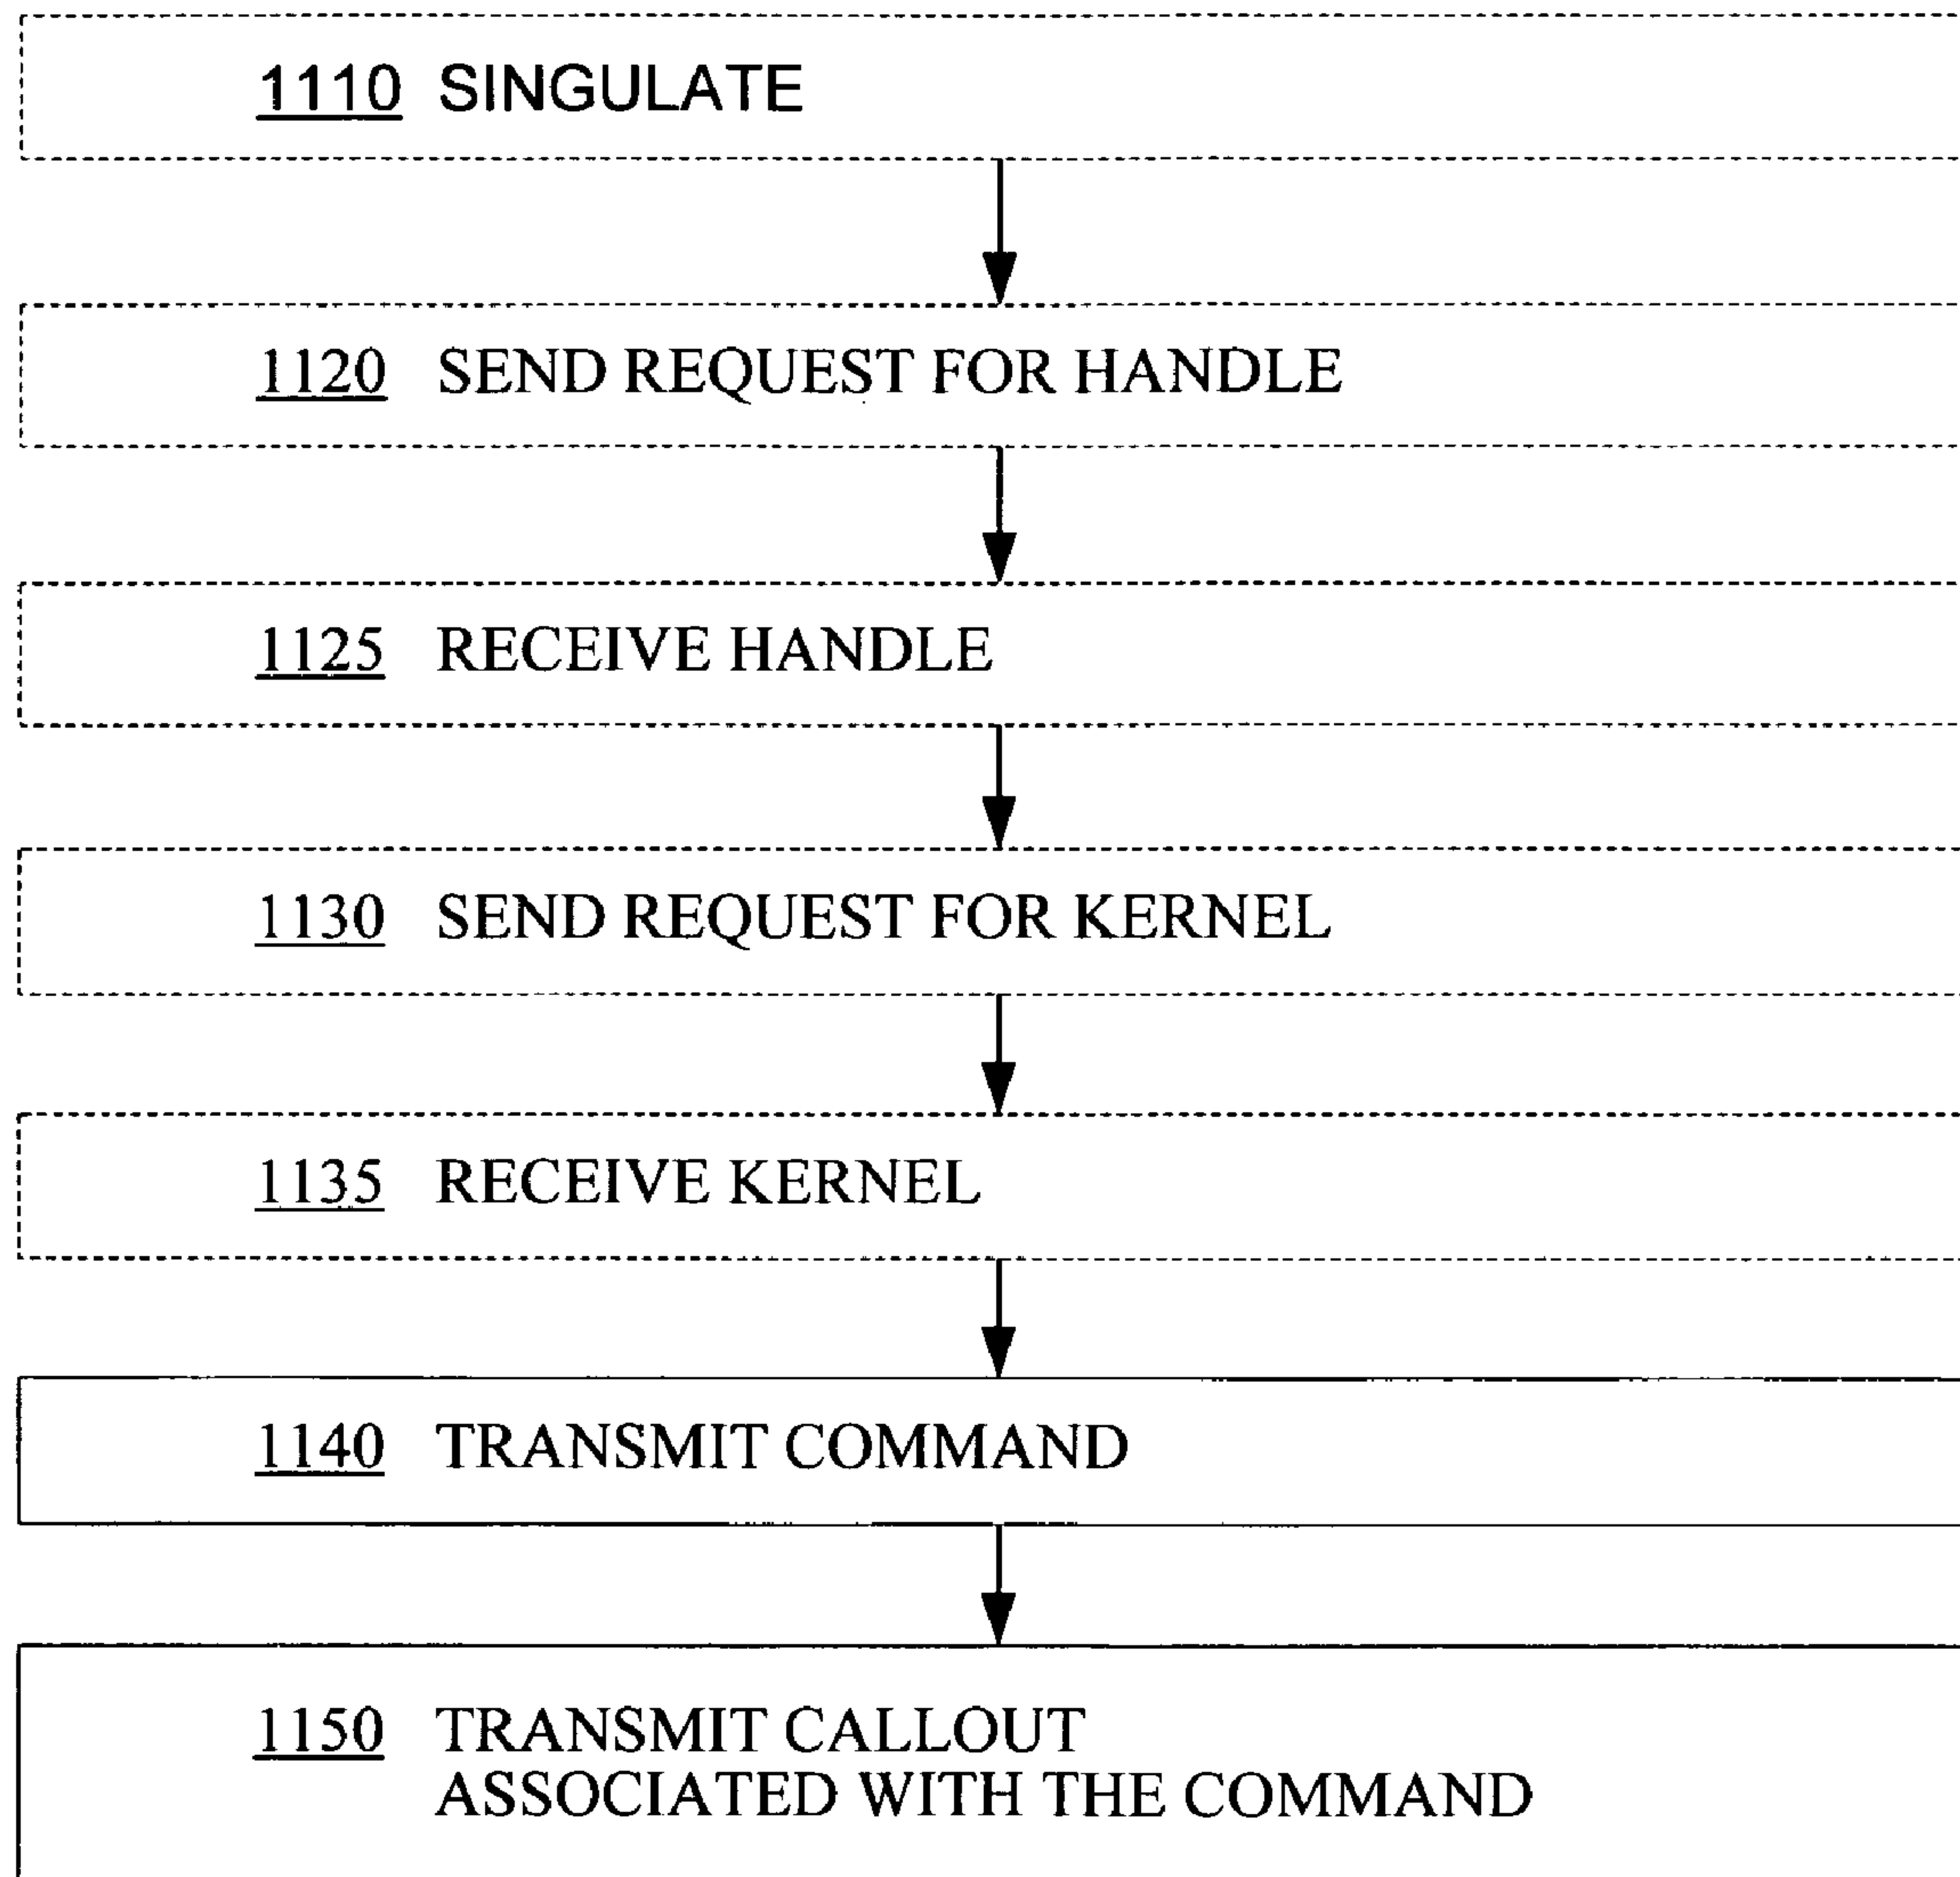 1110 SINGULATE
1120 SEND REQUEST FOR HANDLE
1125 RECEIVE HANDLE
1130 SEND REQUEST FOR KERNEL
1135 RECEIVE KERNEL
1140 TRANSMIT COMMAND
1150 TRANSMIT CALLOUT
ASSOCIATED WITH THE COMMAND